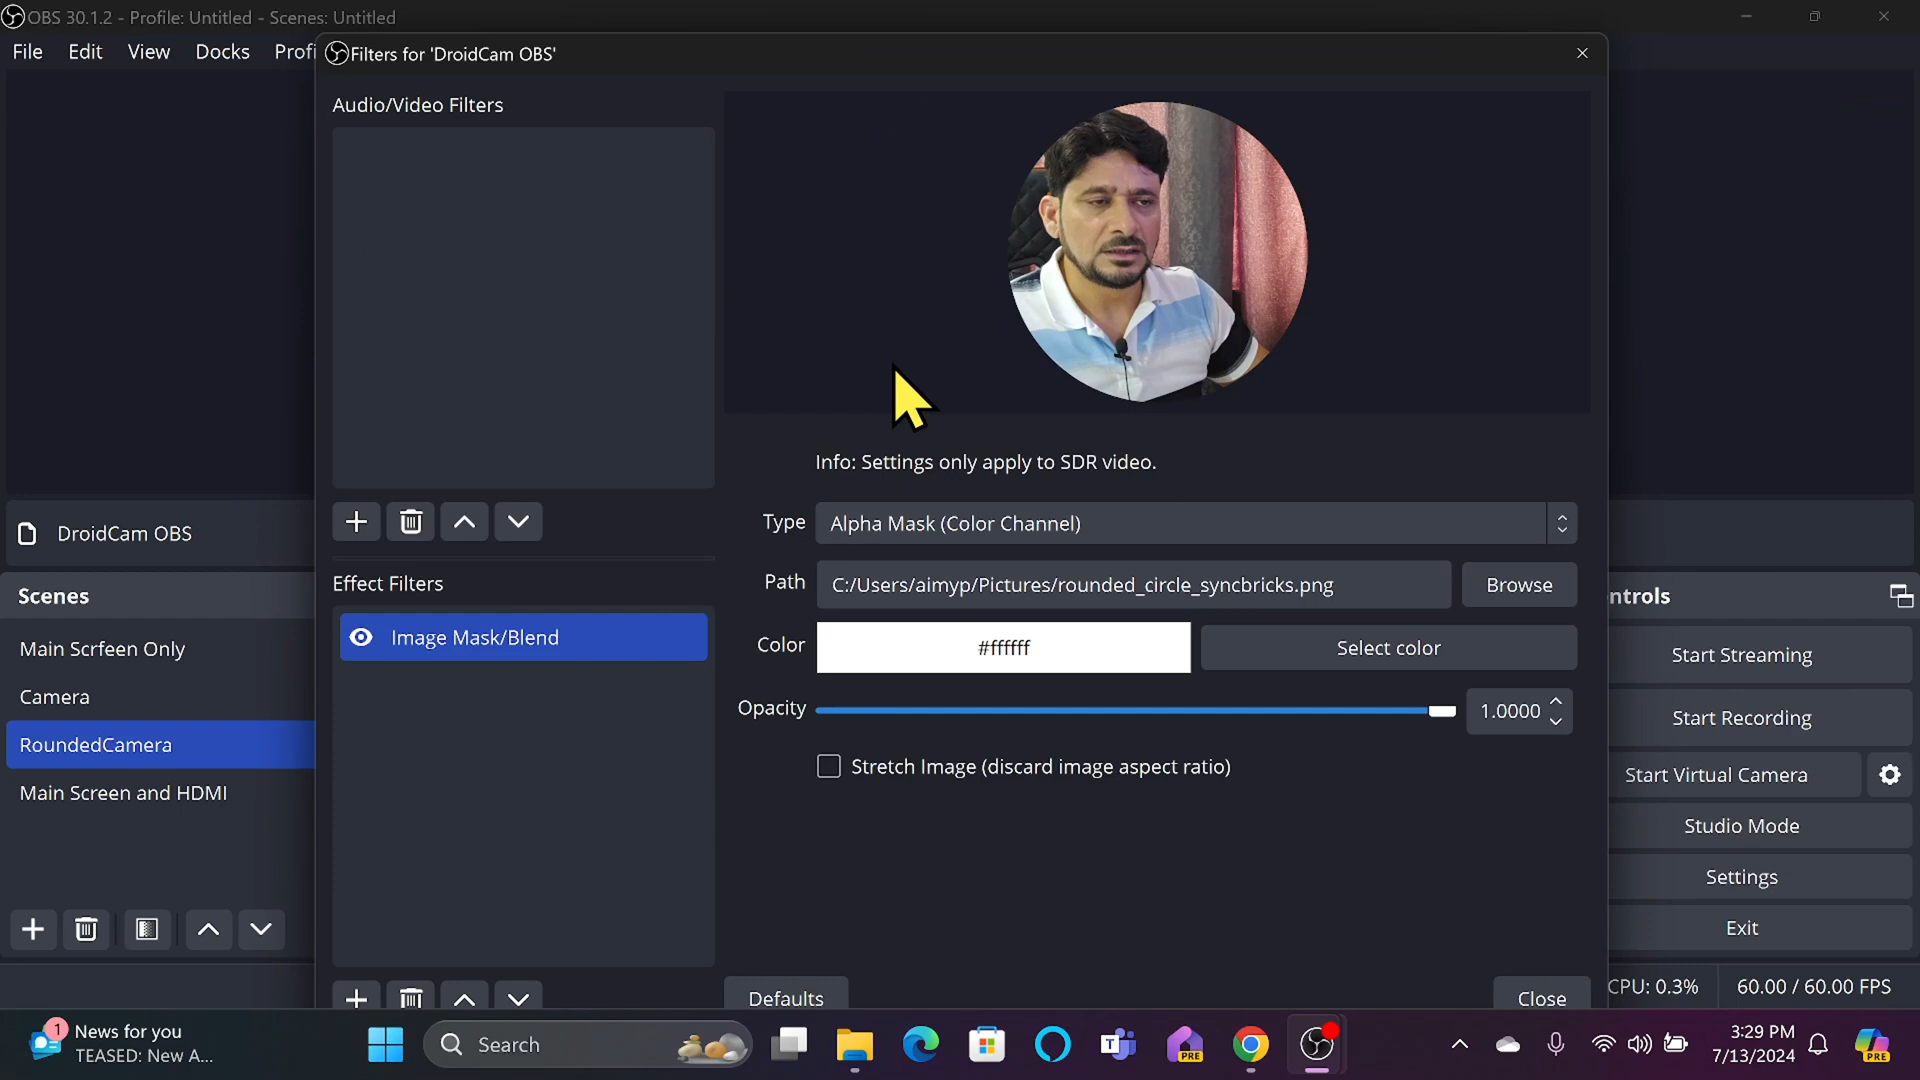 OBS 30.1.2 - Profile: Untitled - Scenes: Untitled
File Edit View Docks Profi
Filters for 'DroidCam OBS'
Audio/Video Filters
Info: Settings only apply to SDR video.
Type Alpha Mask (Color Channel)
DroidCam OBS
Effect Filters
Path C:/Users/aimyp/Pictures/rounded_circle_syncbricks.png Browse
Scenes
ntrols
Image Mask/Blend
Color #ffffff Select color
Main Scrfeen Only
Start Streaming
Camera
Opacity 1.0000
Start Recording
RoundedCamera
Stretch Image (discard image aspect ratio)
Start Virtual Camera
Main Screen and HDMI
Studio Mode
Settings
Exit
Defaults Close
CPU: 0.3% 60.00 / 60.00 FPS
1 News for you
TEASED: New A...
Search
T
PRE
3:29 PM
7/13/2024
PRE